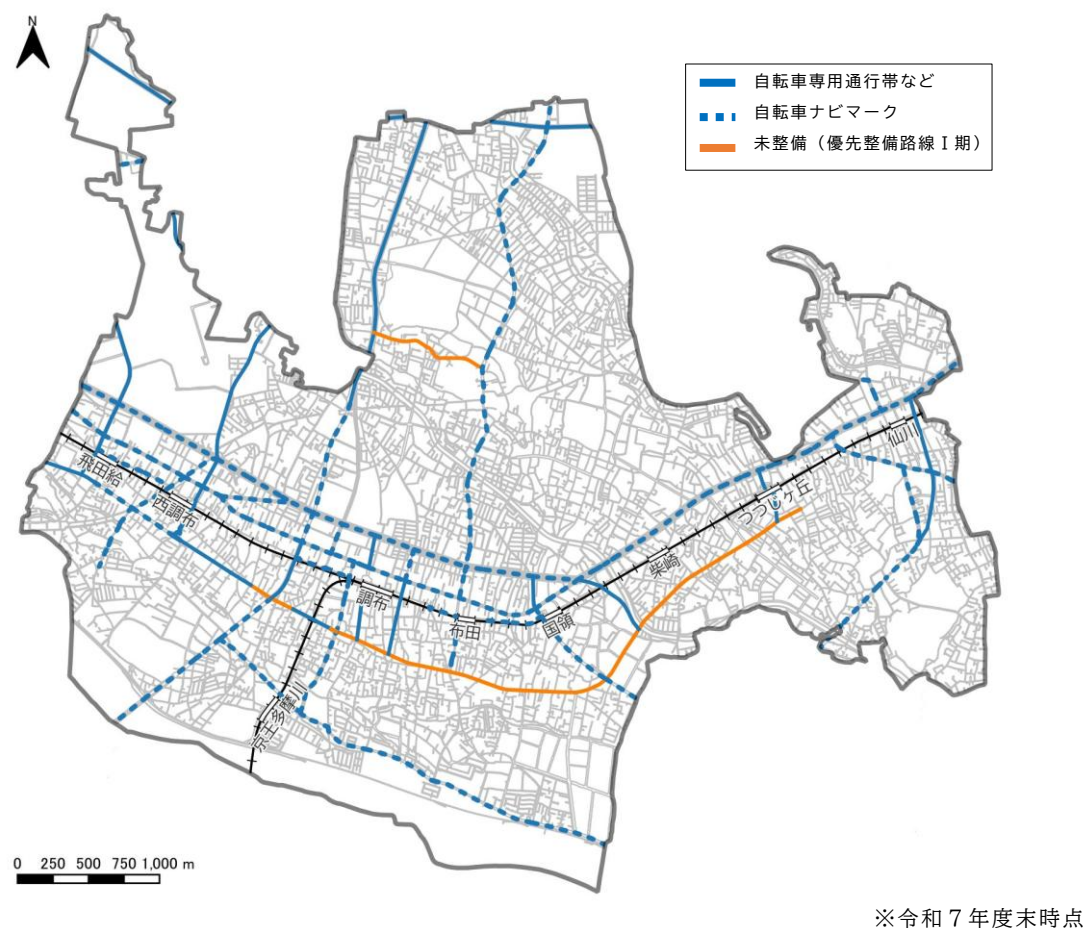 N
自転車専用通行帯など
自転車ナビマーク
未整備（優先整備路線Ⅰ期）
仙川
つつじヶ丘
柴崎
国領
布田
調布
西調布
飛田給
京王多摩川
0 250 500 750 1,000 m
※令和７年度末時点